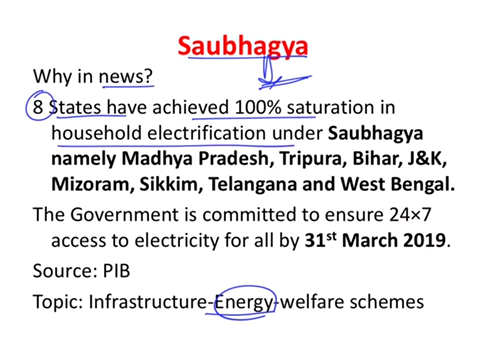 Saubhagya
Why in news?
8 States have achieved 100% saturation in
household electrification under Saubhagya
namely Madhya Pradesh, Tripura, Bihar, J&K,
Mizoram, Sikkim, Telangana and West Bengal.
The Government is committed to ensure 24×7
access to electricity for all by 31st March 2019.
Source: PIB
Topic: Infrastructure-Energy-welfare schemes